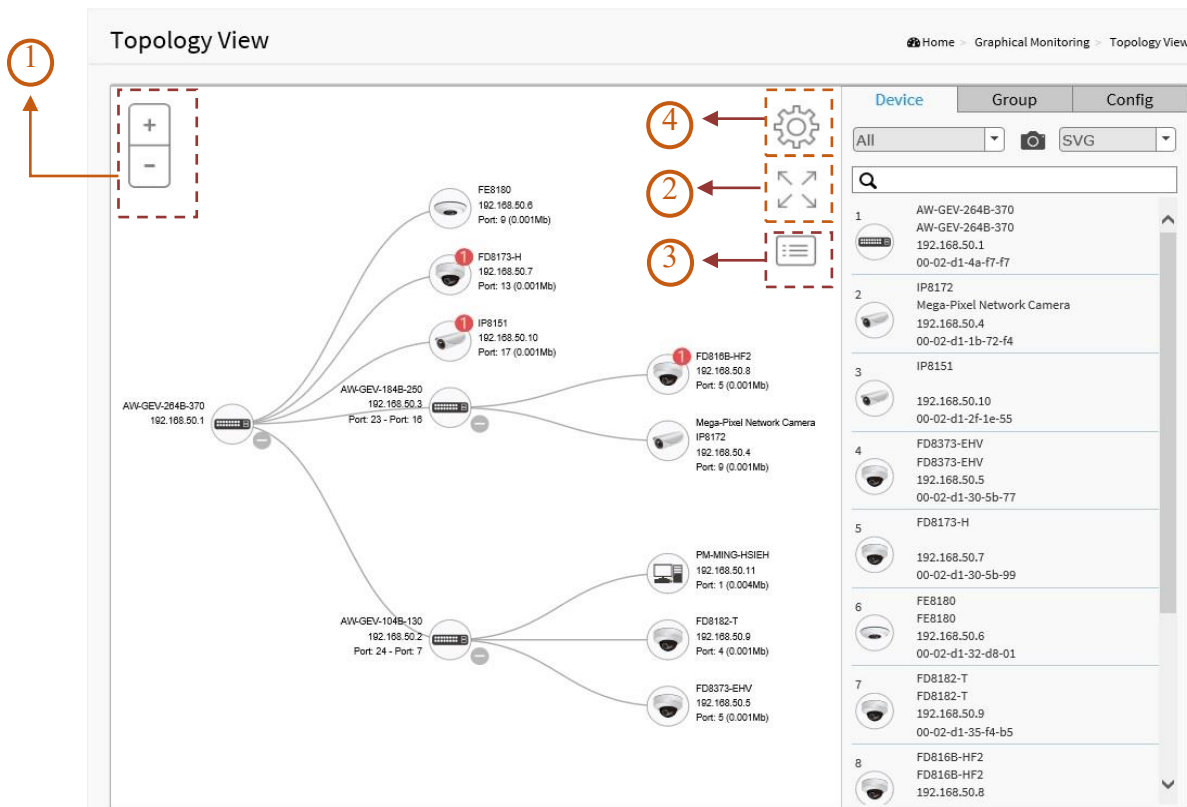 Topology View
Home > Graphical Monitoring > Topology View
1
+
−
4
2
3
FE8180
192.168.50.6
Port: 9 (0.001Mb)
1
FD8173-H
192.168.50.7
Port: 13 (0.001Mb)
1
IP8151
192.168.50.10
Port: 17 (0.001Mb)
AW-GEV-184B-250
192.168.50.3
Port: 23 - Port: 16
1
FD816B-HF2
192.168.50.8
Port: 5 (0.001Mb)
AW-GEV-264B-370
192.168.50.1
Mega-Pixel Network Camera
IP8172
192.168.50.4
Port: 9 (0.001Mb)
PM-MING-HSIEH
192.168.50.11
Port: 1 (0.004Mb)
AW-GEV-104B-130
192.168.50.2
Port: 24 - Port: 7
FD8182-T
192.168.50.9
Port: 4 (0.001Mb)
FD8373-EHV
192.168.50.5
Port: 5 (0.001Mb)
Device Group Config
All SVG
1
AW-GEV-264B-370
AW-GEV-264B-370
192.168.50.1
00-02-d1-4a-f7-f7
2
IP8172
Mega-Pixel Network Camera
192.168.50.4
00-02-d1-1b-72-f4
3
IP8151
192.168.50.10
00-02-d1-2f-1e-55
4
FD8373-EHV
FD8373-EHV
192.168.50.5
00-02-d1-30-5b-77
5
FD8173-H
192.168.50.7
00-02-d1-30-5b-99
6
FE8180
FE8180
192.168.50.6
00-02-d1-32-d8-01
7
FD8182-T
FD8182-T
192.168.50.9
00-02-d1-35-f4-b5
8
FD816B-HF2
FD816B-HF2
192.168.50.8